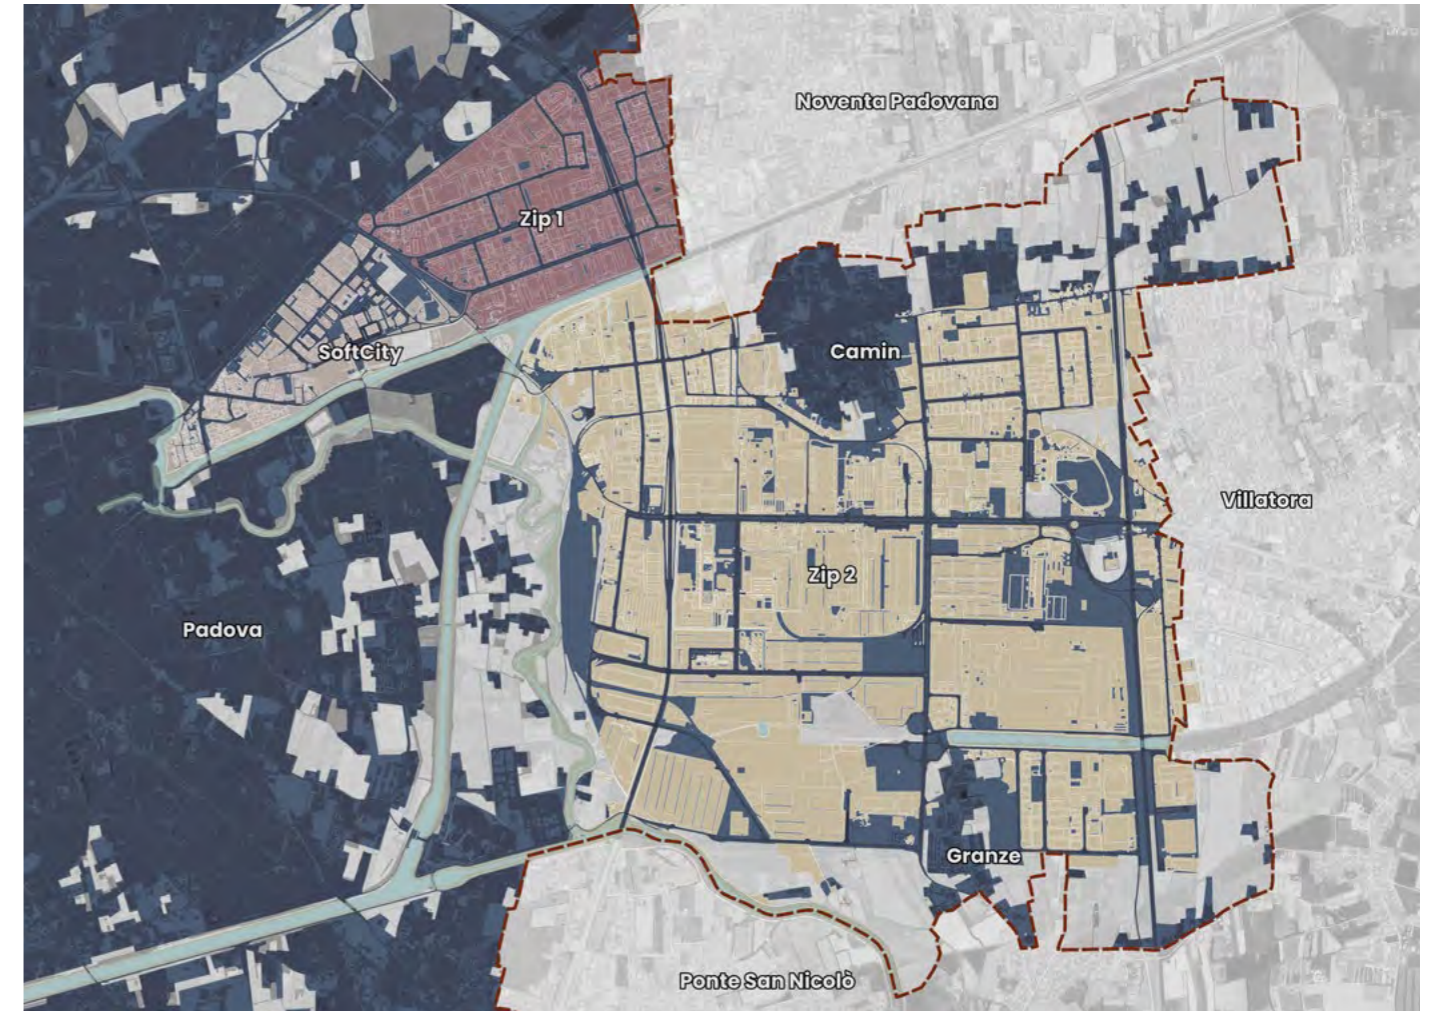 Noventa Padovana
Zip 1
SoftCity
Camin
Villatora
Zip 2
Padova
Granze
Ponte San Nicolò